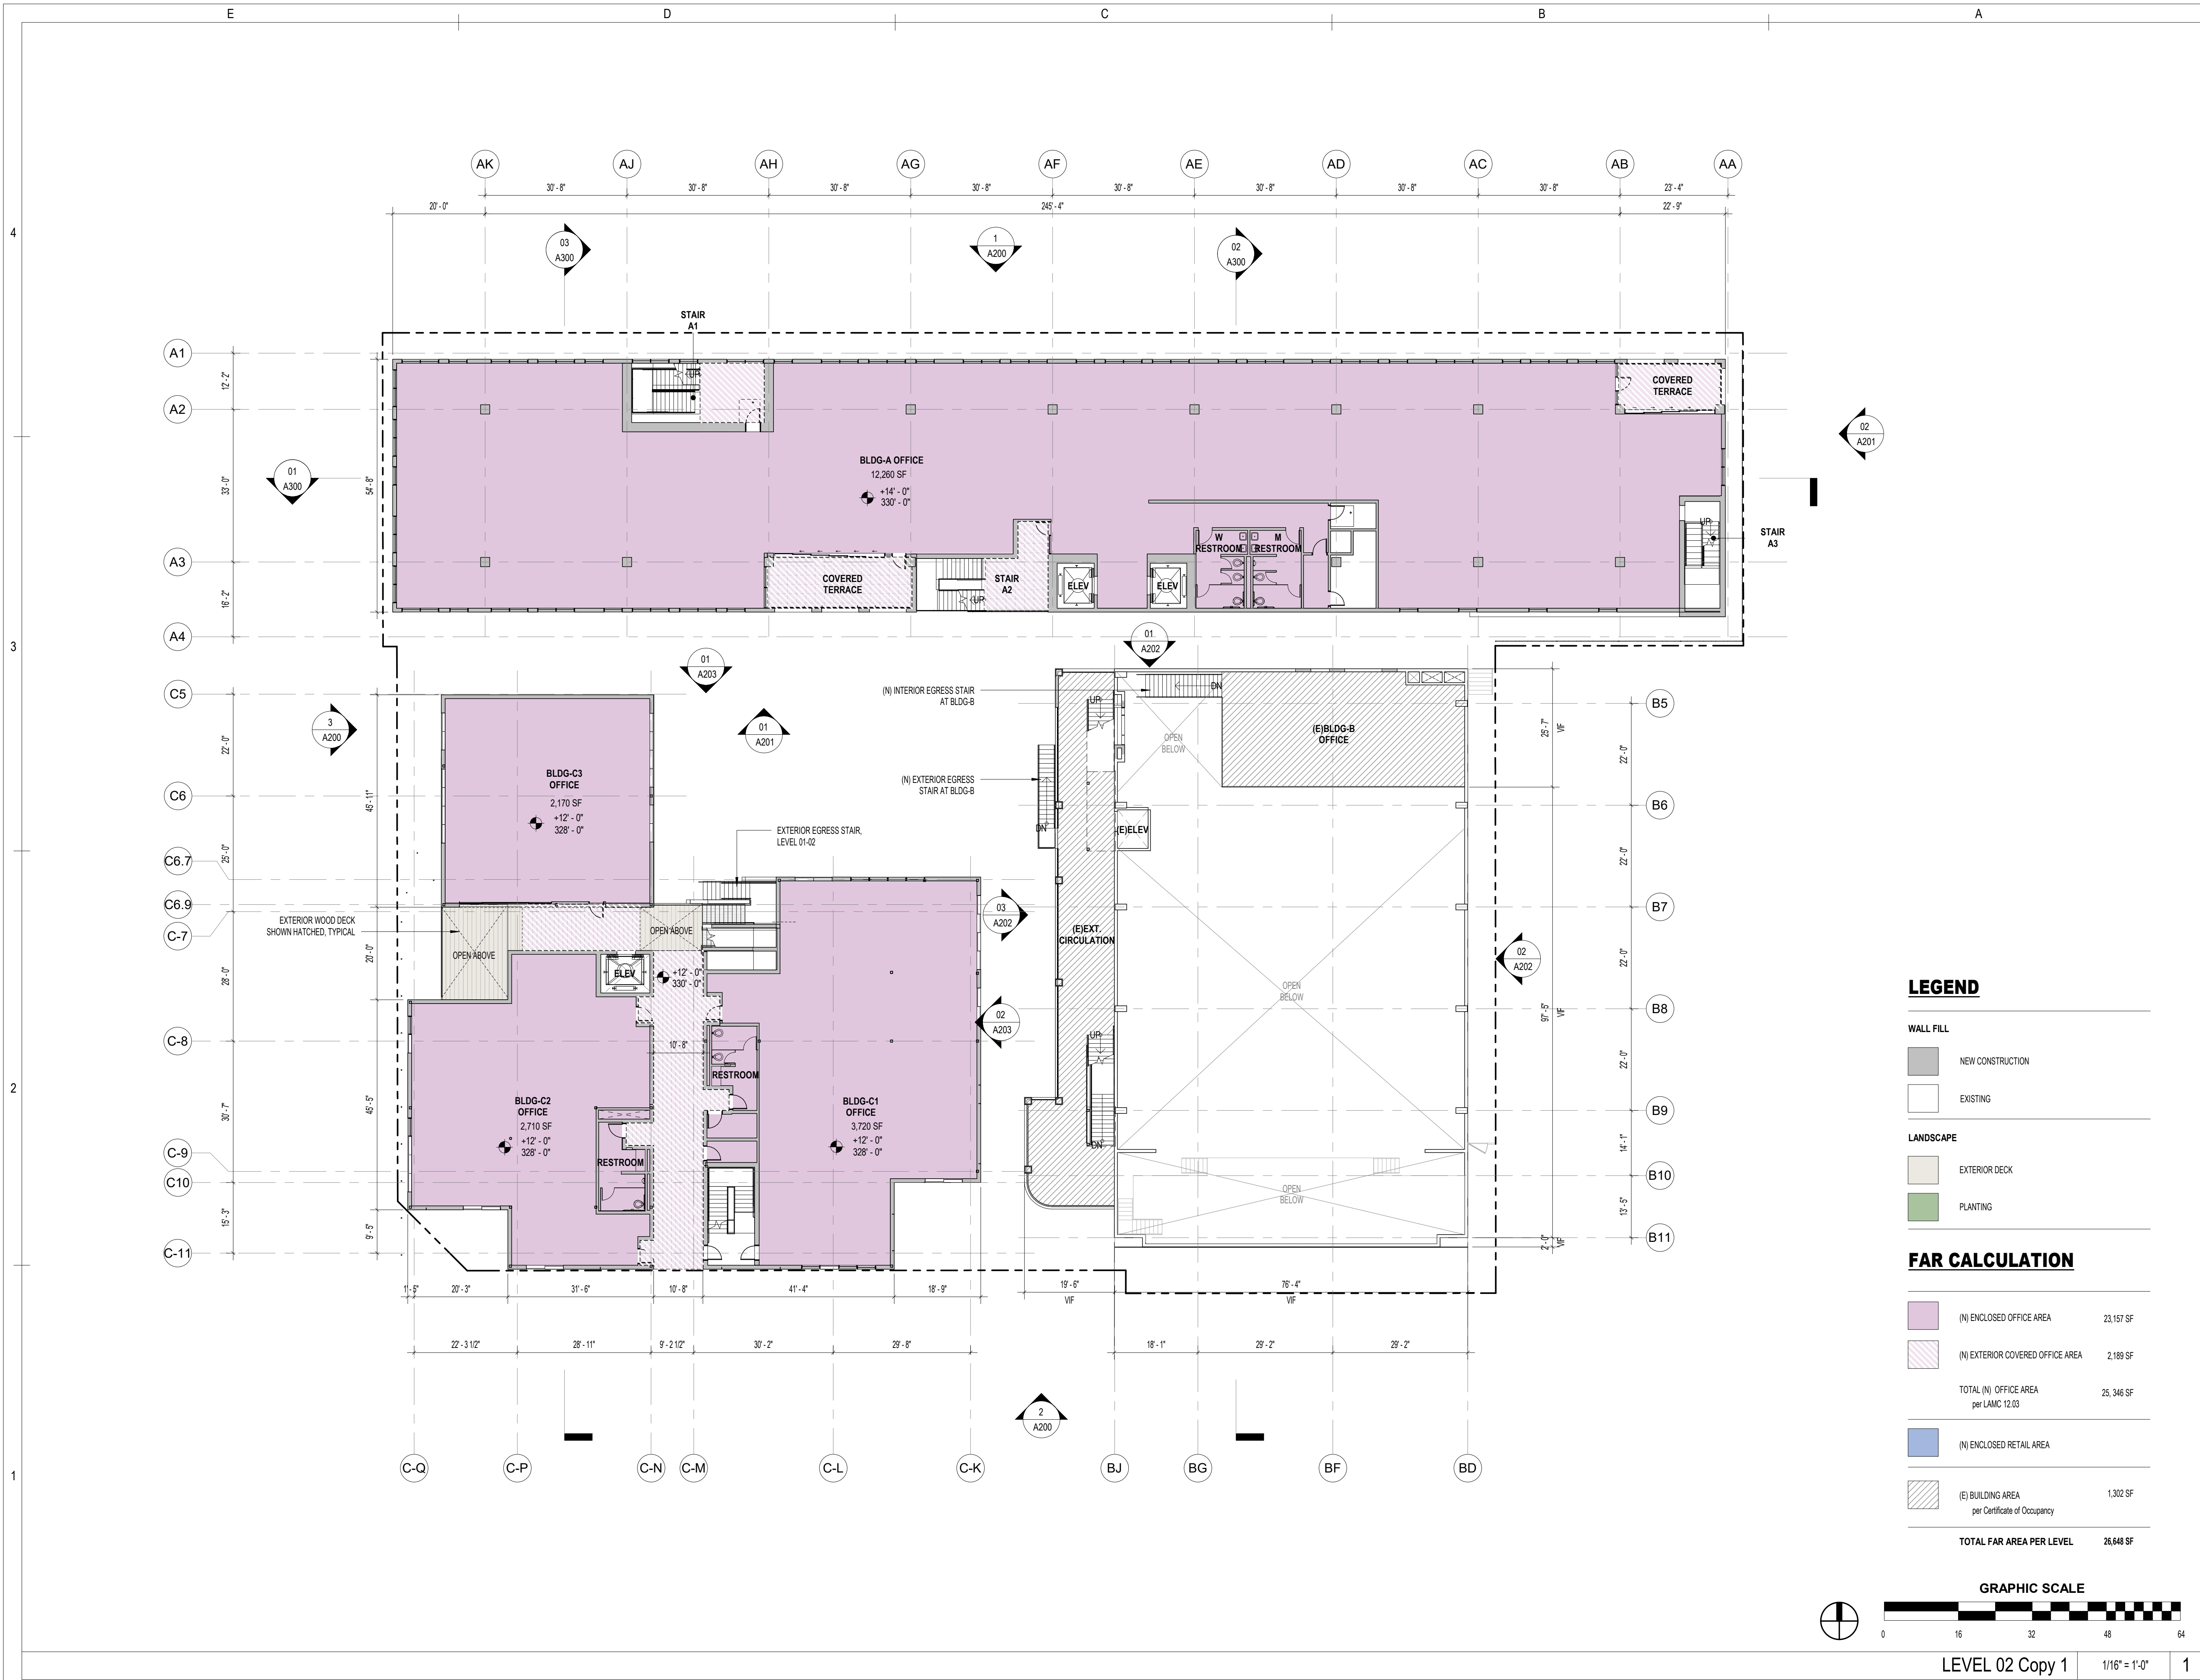 E
D
C
B
A
4
3
2
1
AK
AJ
AH
AG
AF
AE
AD
AC
AB
AA
30' - 8"
30' - 8"
30' - 8"
30' - 8"
30' - 8"
30' - 8"
30' - 8"
30' - 8"
23' - 4"
20' - 0"
245' - 4"
22' - 9"
03
A300
1
A200
02
A300
STAIR
A1
A1
A2
A3
A4
12' - 2"
33' - 0"
16' - 2"
54' - 8"
01
A300
UP
COVERED
TERRACE
02
A201
BLDG-A OFFICE
12,260 SF
+14' - 0"
330' - 0"
W
RESTROOM
M
RESTROOM
UP
STAIR
A3
COVERED
TERRACE
STAIR
A2
UP
ELEV
ELEV
01
A202
01
A203
01
A201
3
A200
C5
C6
C6.7
C6.9
C-7
C-8
C-9
C10
C-11
22' - 0"
25' - 0"
28' - 0"
30' - 7"
15' - 3"
45' - 11"
20' - 0"
45' - 5"
9' - 5"
BLDG-C3
OFFICE
2,170 SF
+12' - 0"
328' - 0"
EXTERIOR EGRESS STAIR,
LEVEL 01-02
EXTERIOR WOOD DECK
SHOWN HATCHED, TYPICAL
OPEN ABOVE
OPEN ABOVE
ELEV
+12' - 0"
330' - 0"
10' - 8"
RESTROOM
BLDG-C2
OFFICE
2,710 SF
+12' - 0"
328' - 0"
RESTROOM
BLDG-C1
OFFICE
3,720 SF
+12' - 0"
328' - 0"
03
A202
02
A203
(N) INTERIOR EGRESS STAIR
AT BLDG-B
(N) EXTERIOR EGRESS
STAIR AT BLDG-B
UP
DN
OPEN
BELOW
(E)BLDG-B
OFFICE
DN
(E)ELEV
(E)EXT.
CIRCULATION
OPEN
BELOW
UP
DN
OPEN
BELOW
02
A202
25' - 7"
VIF
97' - 5"
VIF
2' - 0"
VIF
B5
B6
B7
B8
B9
B10
B11
22' - 0"
22' - 0"
22' - 0"
22' - 0"
14' - 1"
13' - 5"
1' - 5"
20' - 3"
31' - 6"
10' - 8"
41' - 4"
18' - 9"
19' - 6"
VIF
76' - 4"
VIF
22' - 3 1/2"
28' - 11"
9' - 2 1/2"
30' - 2"
29' - 8"
18' - 1"
29' - 2"
29' - 2"
2
A200
C-Q
C-P
C-N
C-M
C-L
C-K
BJ
BG
BF
BD
LEGEND
WALL FILL
NEW CONSTRUCTION
EXISTING
LANDSCAPE
EXTERIOR DECK
PLANTING
FAR CALCULATION
(N) ENCLOSED OFFICE AREA 23,157 SF
(N) EXTERIOR COVERED OFFICE AREA 2,189 SF
TOTAL (N) OFFICE AREA 25, 346 SF
per LAMC 12.03
(N) ENCLOSED RETAIL AREA
(E) BUILDING AREA 1,302 SF
per Certificate of Occupancy
TOTAL FAR AREA PER LEVEL 26,648 SF
GRAPHIC SCALE
0 16 32 48 64
LEVEL 02 Copy 1 1/16" = 1'-0" 1